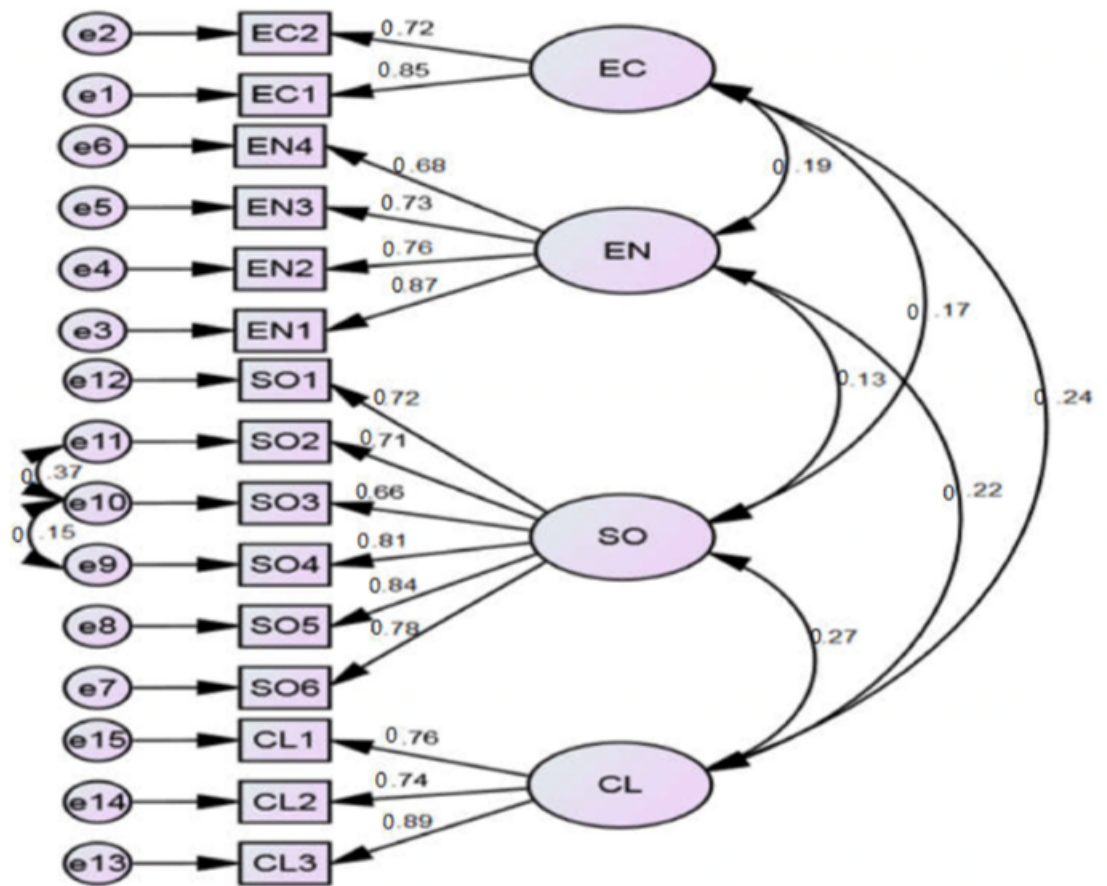 e2 EC2 0.72 EC
e1 EC1 0.85
e6 EN4 0.68 0.19
e5 EN3 0.73
e4 EN2 0.76 EN
e3 EN1 0.87 0.17
e12 SO1 0.72 0.13 0.24
e11 SO2 0.71
0.37
e10 SO3 0.66 SO 0.22
0.15
e9 SO4 0.81
e8 SO5 0.84
e7 SO6 0.78 0.27
e15 CL1 0.76
e14 CL2 0.74 CL
e13 CL3 0.89